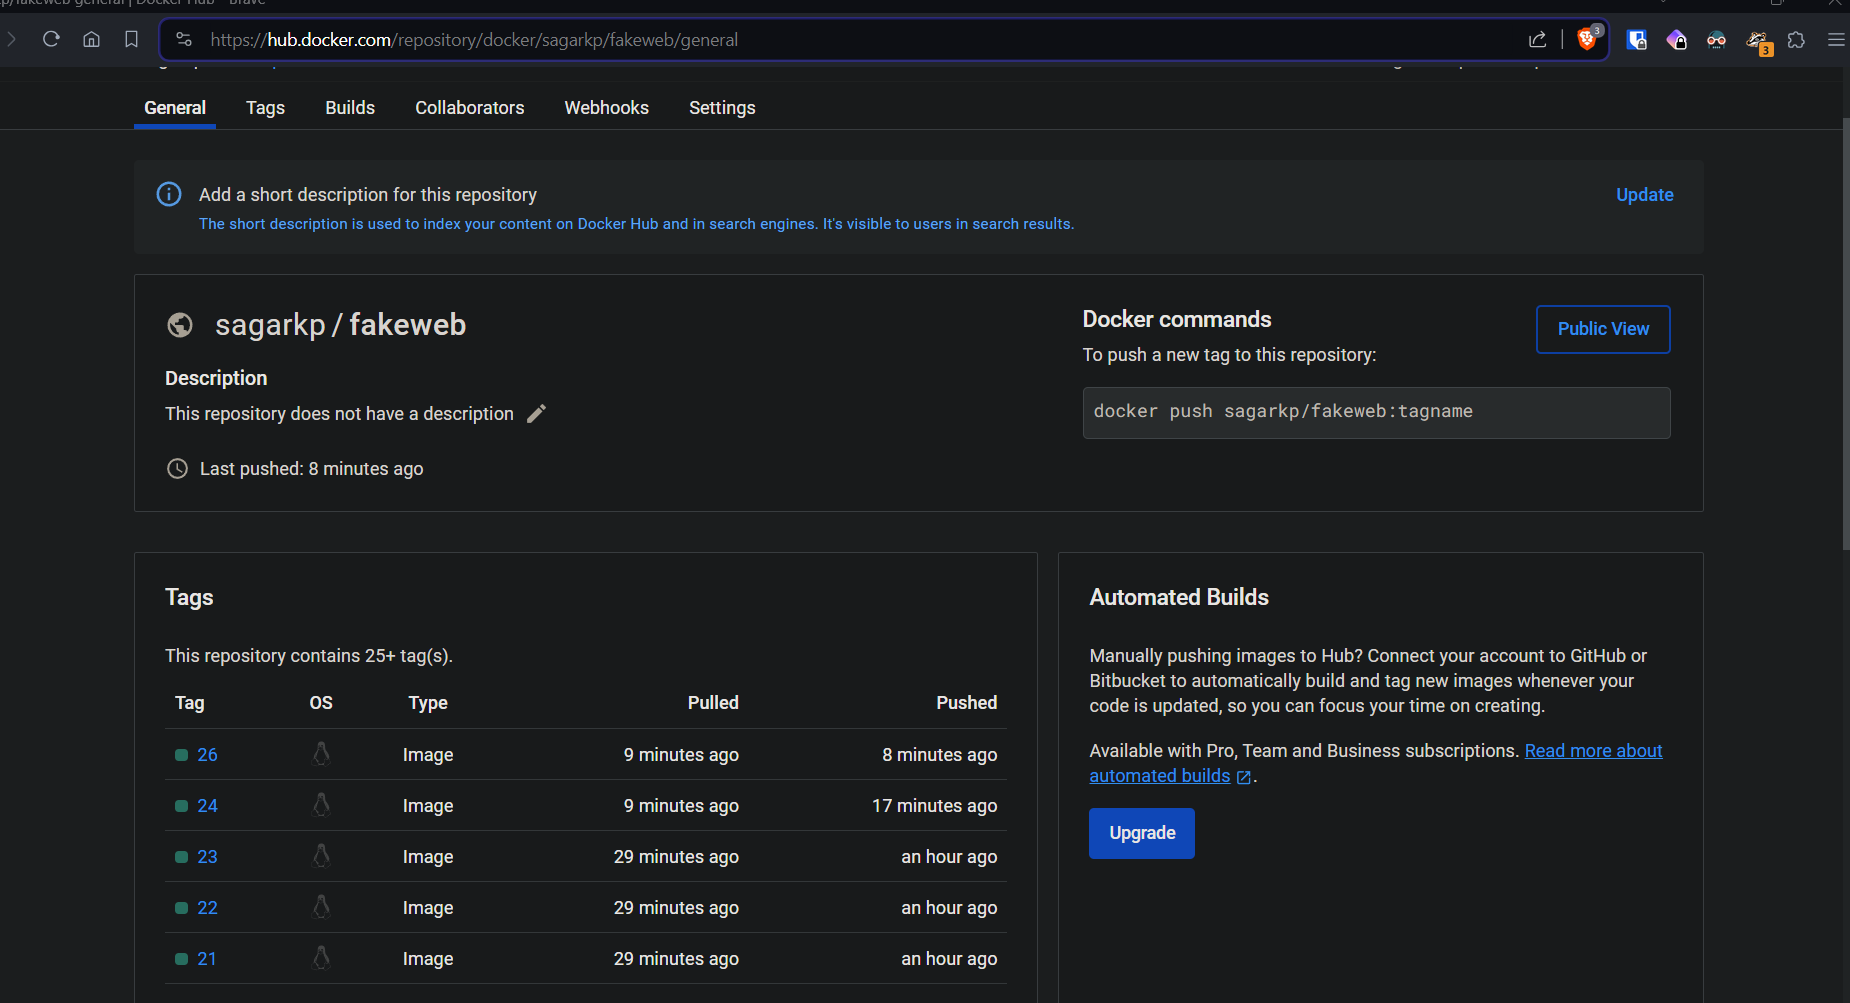 https://hub.docker.com/repository/docker/sagarkp/fakeweb/general
3
3
General Tags Builds Collaborators Webhooks Settings
Add a short description for this repository
Update
The short description is used to index your content on Docker Hub and in search engines. It's visible to users in search results.
sagarkp / fakeweb
Description
This repository does not have a description
Last pushed: 8 minutes ago
Docker commands
Public View
To push a new tag to this repository:
docker push sagarkp/fakeweb:tagname
Tags
This repository contains 25+ tag(s).
Tag OS Type Pulled Pushed
26 Image 9 minutes ago 8 minutes ago
24 Image 9 minutes ago 17 minutes ago
23 Image 29 minutes ago an hour ago
22 Image 29 minutes ago an hour ago
21 Image 29 minutes ago an hour ago
Automated Builds
Manually pushing images to Hub? Connect your account to GitHub or
Bitbucket to automatically build and tag new images whenever your
code is updated, so you can focus your time on creating.
Available with Pro, Team and Business subscriptions. Read more about
automated builds .
Upgrade